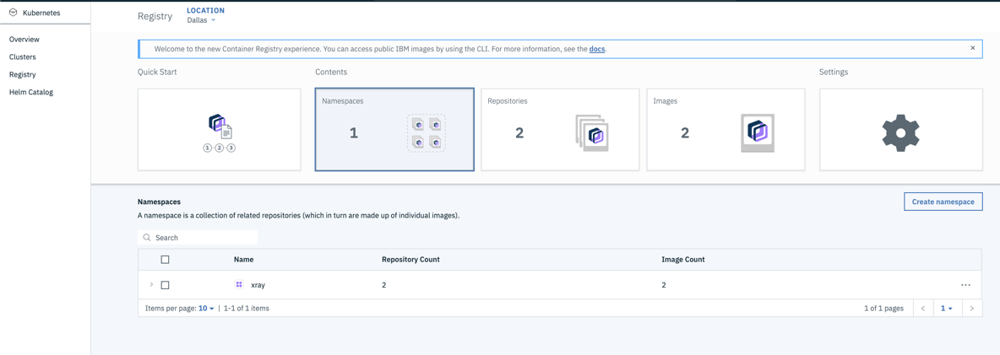 Kubernetes
Overview
Clusters
Registry
Helm Catalog
Registry
LOCATION
Dallas
Welcome to the new Container Registry experience. You can access public IBM images by using the CLI. For more information, see the docs.
Quick Start
Contents
Settings
1 2 3
Namespaces
1
Repositories
2
Images
2
Namespaces
Create namespace
A namespace is a collection of related repositories (which in turn are made up of individual images).
Search
Name Repository Count Image Count
xray 2 2
Items per page: 10 | 1-1 of 1 items
1 of 1 pages 1